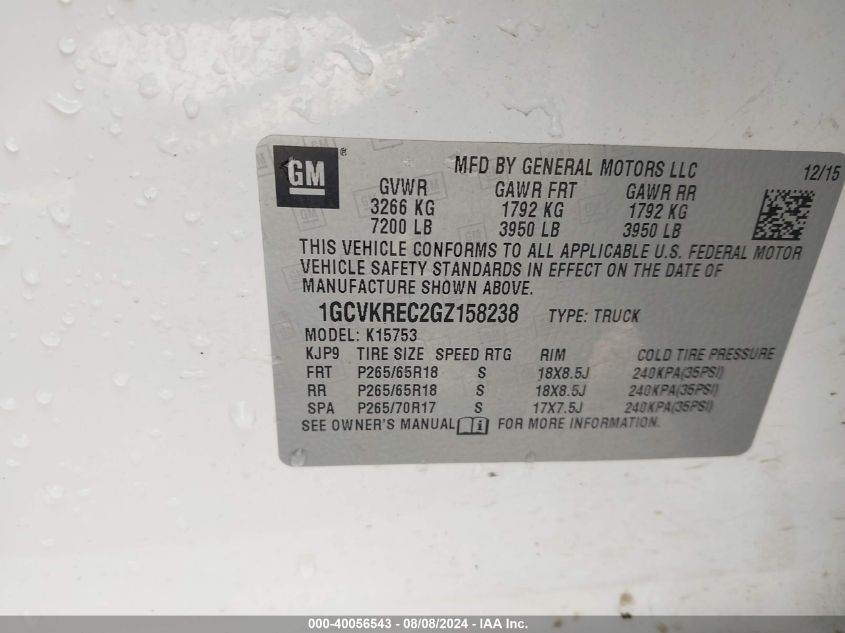 GM ®
MFD BY GENERAL MOTORS LLC 12/15
GVWR GAWR FRT GAWR RR
3266 KG 1792 KG 1792 KG
7200 LB 3950 LB 3950 LB
THIS VEHICLE CONFORMS TO ALL APPLICABLE U.S. FEDERAL MOTOR
VEHICLE SAFETY STANDARDS IN EFFECT ON THE DATE OF
MANUFACTURE SHOWN ABOVE.
1GCVKREC2GZ158238 TYPE: TRUCK
MODEL: K15753
KJP9 TIRE SIZE SPEED RTG RIM COLD TIRE PRESSURE
FRT P265/65R18 S 18X8.5J 240KPA(35PSI)
RR P265/65R18 S 18X8.5J 240KPA(35PSI)
SPA P265/70R17 S 17X7.5J 240KPA(35PSI)
SEE OWNER'S MANUAL i FOR MORE INFORMATION.
000-40056543 - 08/08/2024 - IAA Inc.